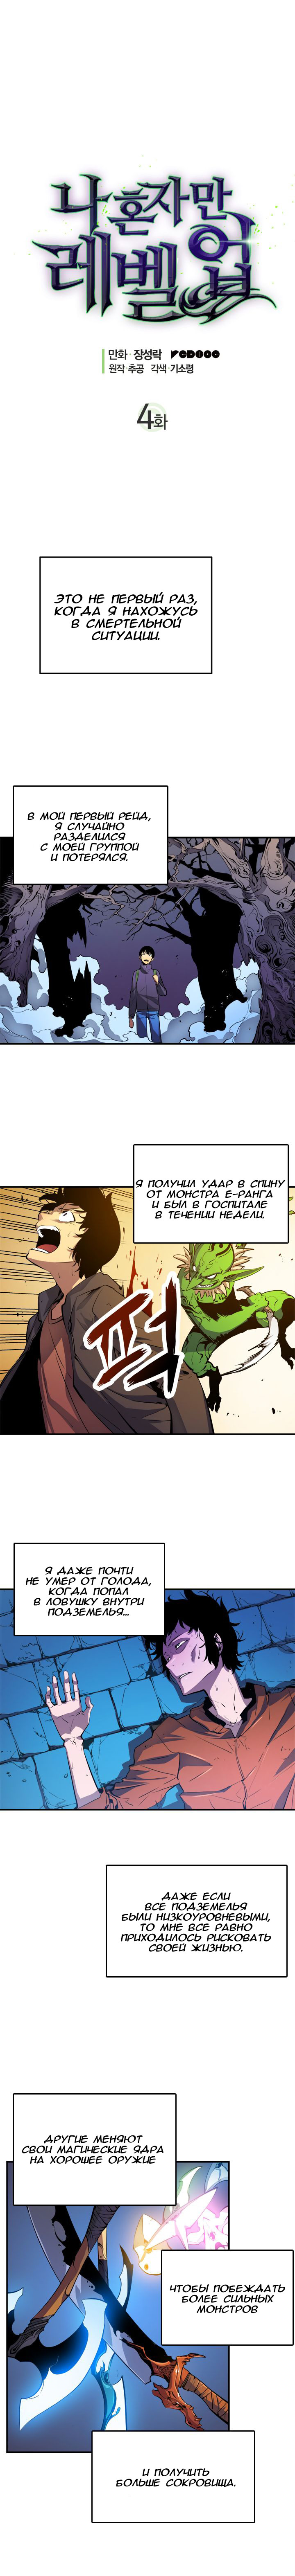 나 혼자만
레벨업
만화·장성락 REDICE
원작·추공 각색·기소령
4화
ЭТО НЕ ПЕРВЫЙ РАЗ,
КОГДА Я НАХОЖУСЬ
В СМЕРТЕЛЬНОЙ
СИТУАЦИИ.
В МОЙ ПЕРВЫЙ РЕЙД,
Я СЛУЧАЙНО
РАЗДЕЛИЛСЯ
С МОЕЙ ГРУППОЙ
И ПОТЕРЯЛСЯ.
Я ПОЛУЧИЛ УДАР В СПИНУ
ОТ МОНСТРА Е-РАНГА
И БЫЛ В ГОСПИТАЛЕ
В ТЕЧЕНИИ НЕДЕЛИ.
퍽
Я ДАЖЕ ПОЧТИ
НЕ УМЕР ОТ ГОЛОДА,
КОГДА ПОПАЛ
В ЛОВУШКУ ВНУТРИ
ПОДЗЕМЕЛЬЯ...
ДАЖЕ ЕСЛИ
ВСЕ ПОДЗЕМЕЛЬЯ
БЫЛИ НИЗКОУРОВНЕВЫМИ,
ТО МНЕ ВСЕ РАВНО
ПРИХОДИЛОСЬ РИСКОВАТЬ
СВОЕЙ ЖИЗНЬЮ.
ДРУГИЕ МЕНЯЮТ
СВОИ МАГИЧЕСКИЕ ЯДРА
НА ХОРОШЕЕ ОРУЖИЕ
ЧТОБЫ ПОБЕЖДАТЬ
БОЛЕЕ СИЛЬНЫХ
МОНСТРОВ
И ПОЛУЧИТЬ
БОЛЬШЕ СОКРОВИЩА.